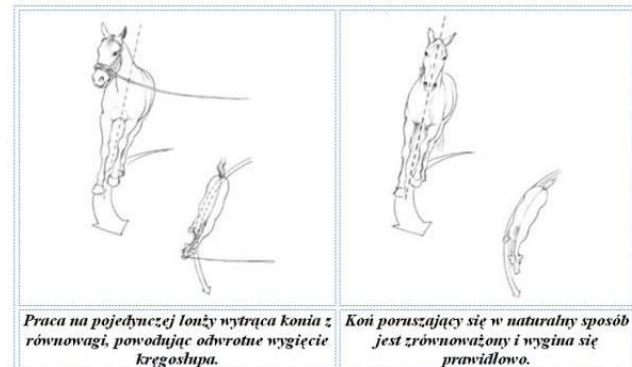 Praca na pojedynczej lonży wytrąca konia z
równowagi, powodując odwrotne wygięcie
kręgosłupa.
Koń poruszający się w naturalny sposób
jest zrównoważony i wygina się
prawidłowo.